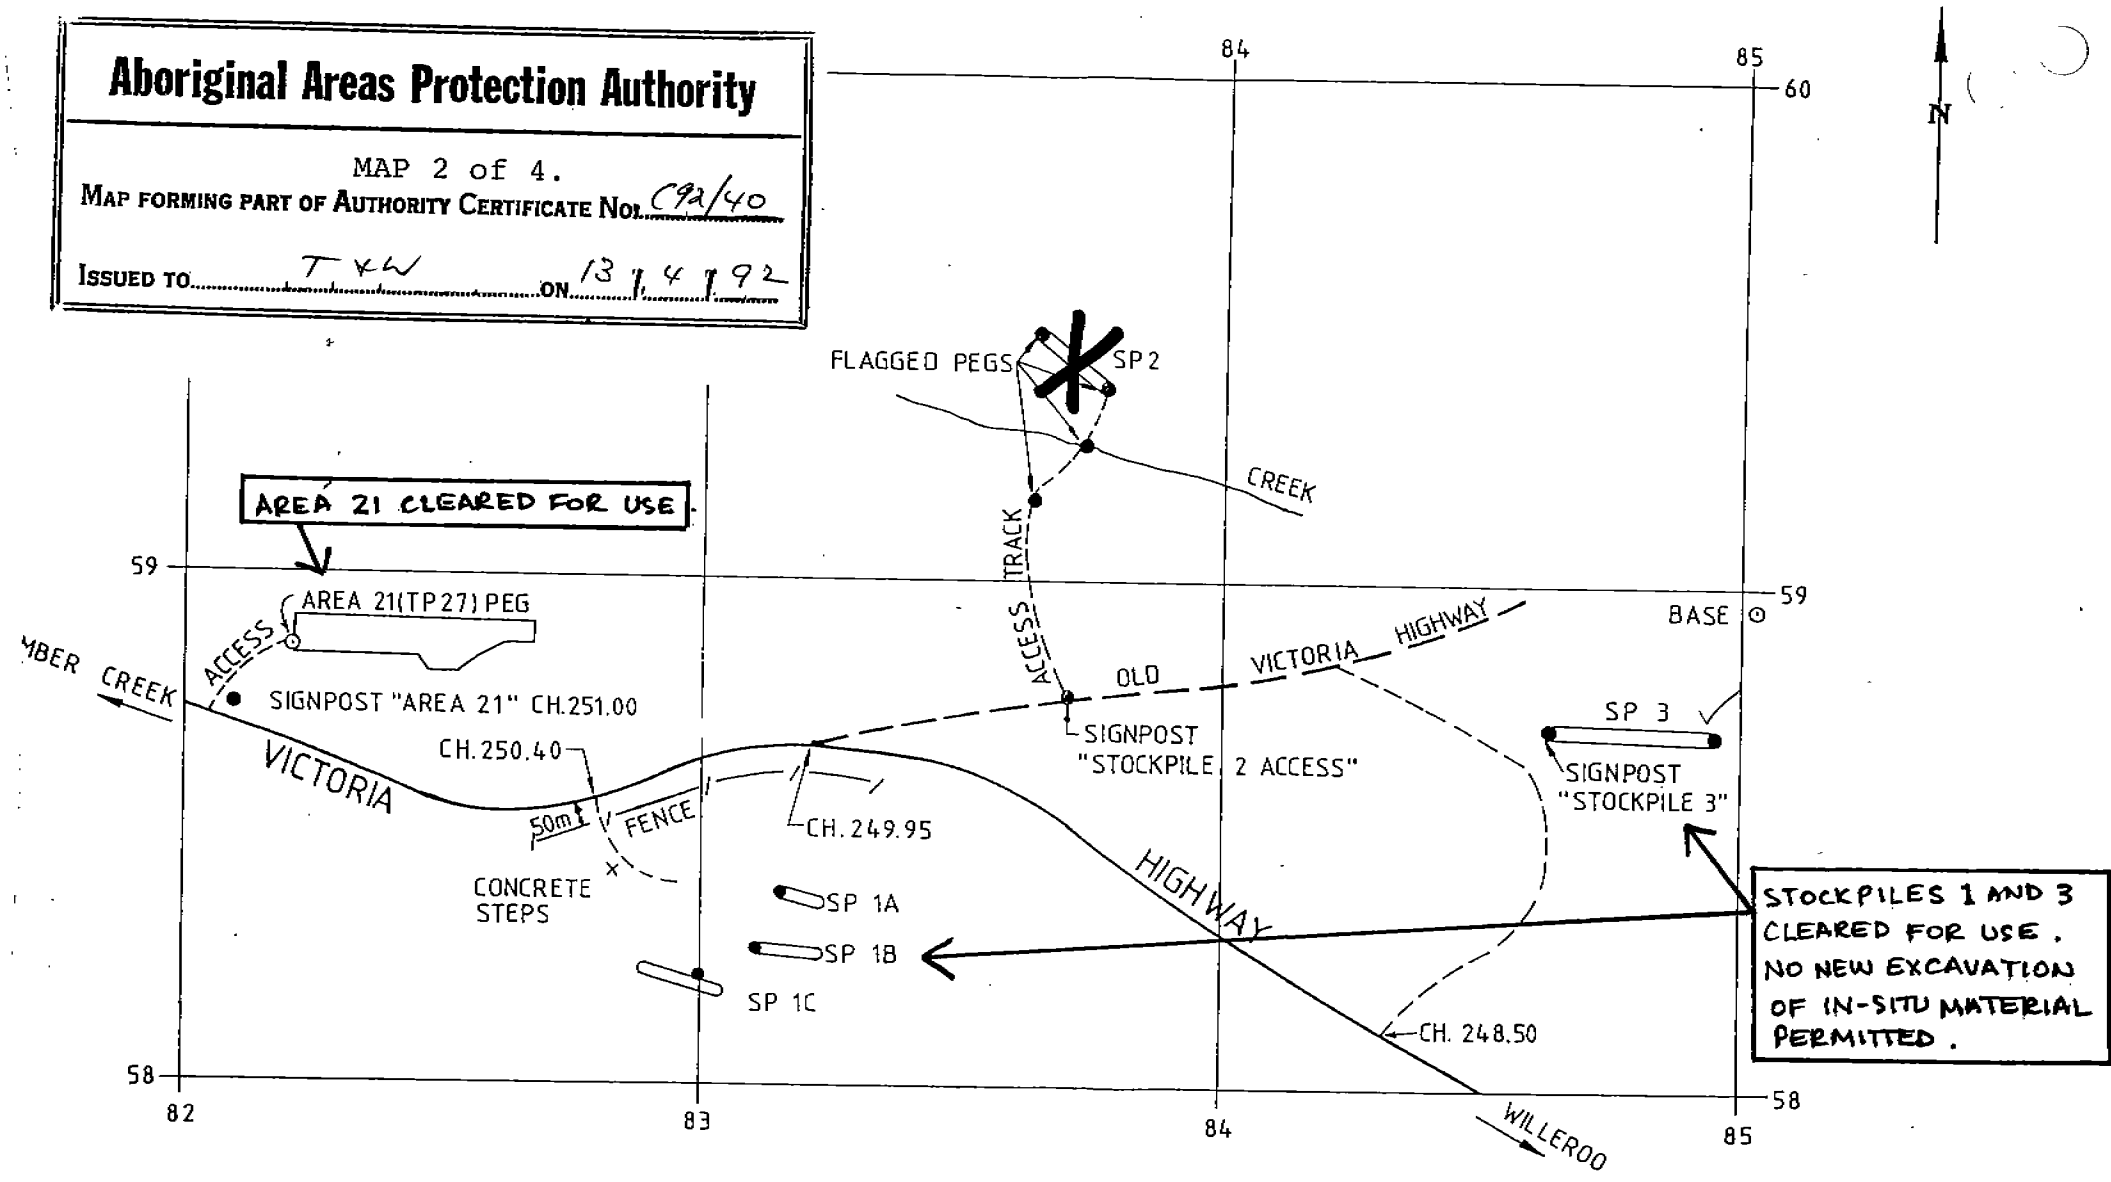 Aboriginal Areas Protection Authority
MAP 2 of 4.
MAP FORMING PART OF AUTHORITY CERTIFICATE No. C92/40
ISSUED TO T & W ON 13 / 4 / 92
84
85
60
N
FLAGGED PEGS
SP2
CREEK
AREA 21 CLEARED FOR USE.
59
AREA 21(TP27) PEG
ACCESS
MBER CREEK
SIGNPOST "AREA 21" CH.251.00
VICTORIA
CH.250.40
50m
FENCE
CONCRETE
STEPS
CH.249.95
ACCESS TRACK
OLD VICTORIA HIGHWAY
SIGNPOST
"STOCKPILE 2 ACCESS"
59
BASE
SP 3
SIGNPOST
"STOCKPILE 3"
HIGHWAY
SP 1A
SP 1B
SP 1C
STOCKPILES 1 AND 3
CLEARED FOR USE.
NO NEW EXCAVATION
OF IN-SITU MATERIAL
PERMITTED.
CH. 248.50
58
58
82
83
84
85
WILLEROO